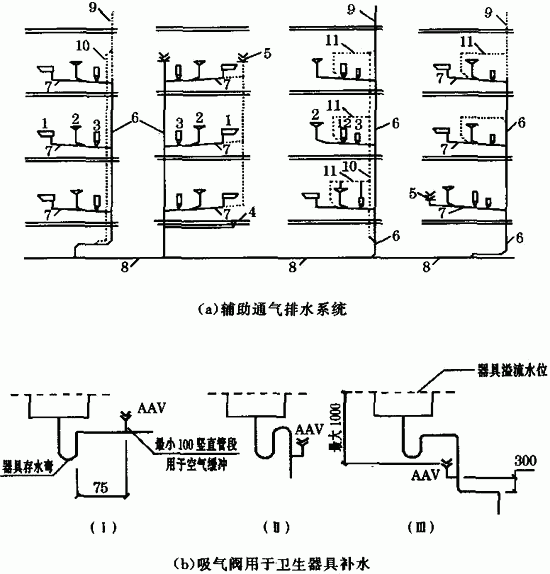 9 9 9
10 11 5 11
7 7
1 2 3 6 3 2 1 2 11 12 3 6 6
7 7 7
11 10 5
7 7 4 7 6 6
8 8 8
(a)辅助通气排水系统
器具溢流水位
AAV
AAV
最大1000
最小100竖直管段
用于空气缓冲
器具存水弯
AAV
300
75
(Ⅰ) (Ⅱ) (Ⅲ)
(b)吸气阀用于卫生器具补水